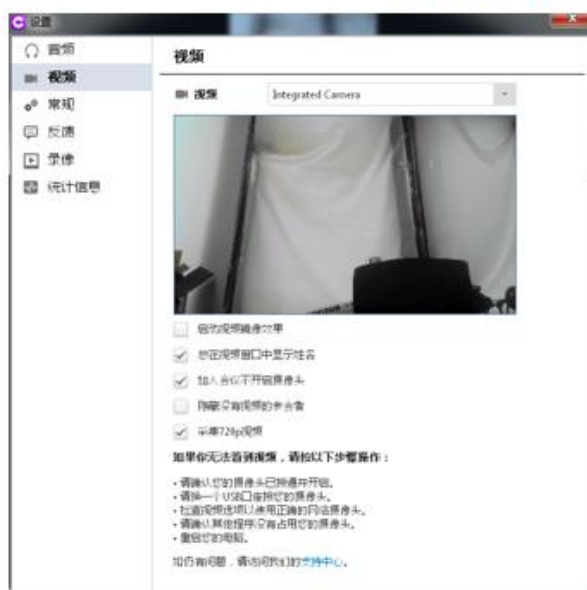 设置
音频
视频
常规
反馈
录像
统计信息
视频
视频 Integrated Camera
启动视频镜像效果
总在视频窗口中显示姓名
加入会议不开启摄像头
隐藏没有视频的参会者
采集720p视频
如果你无法看到视频，请按以下步骤操作：
·请确认您的摄像头已接通并开启。
·请换一个USB口连接您的摄像头。
·检查视频选项以使用正确的网络摄像头。
·请确认其他程序没有占用您的摄像头。
·重启您的电脑。
如仍有问题，请访问我们的支持中心。